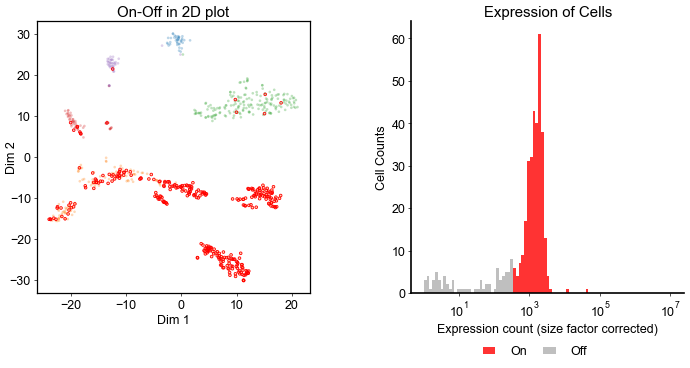 On-Off in 2D plot
Dim 2
30
20
10
0
−10
−20
−30
−20 −10 0 10 20
Dim 1
Expression of Cells
Cell Counts
60
50
40
30
20
10
0
10^1 10^3 10^5 10^7
Expression count (size factor corrected)
On Off